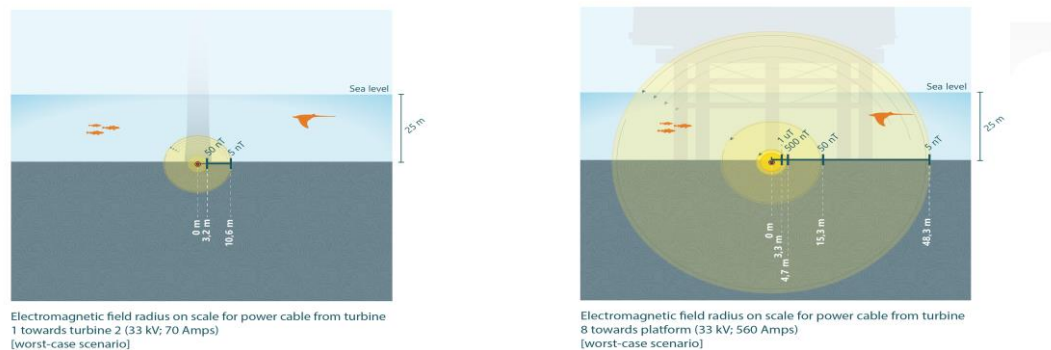 Sea level
25 m
50 nT
5 nT
0 m
3,2 m
10,6 m
Electromagnetic field radius on scale for power cable from turbine
1 towards turbine 2 (33 kV; 70 Amps)
[worst-case scenario]
Sea level
25 m
1 uT
500 nT
50 nT
5 nT
0 m
3,3 m
4,7 m
15,3 m
48,3 m
Electromagnetic field radius on scale for power cable from turbine
8 towards platform (33 kV; 560 Amps)
[worst-case scenario]